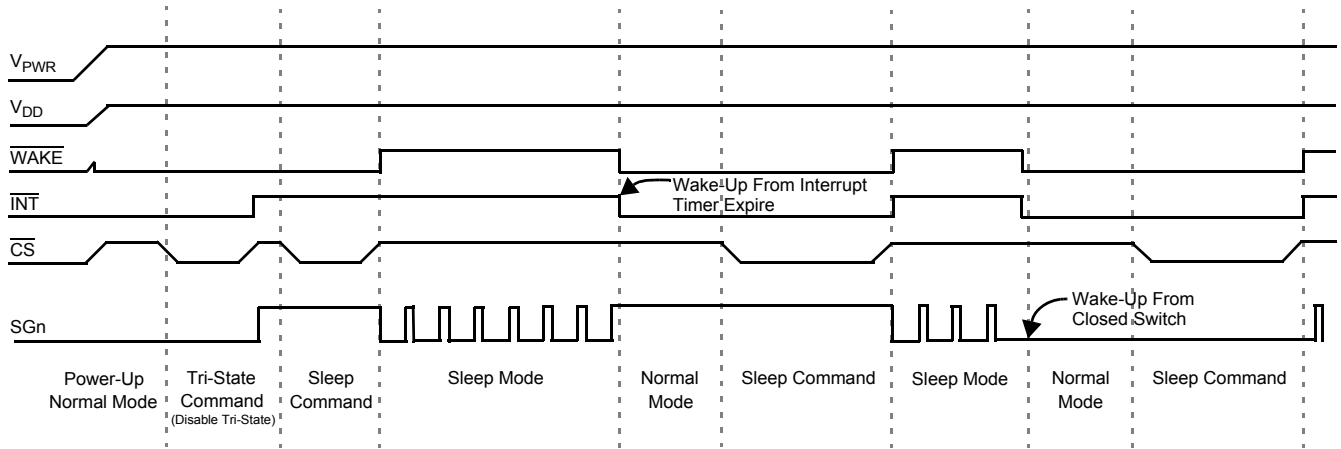 VPWR
VDD
WAKE
INT
Wake-Up From Interrupt
Timer Expire
CS
SGn
Wake-Up From
Closed Switch
Power-Up
Normal Mode
Tri-State
Command
(Disable Tri-State)
Sleep
Command
Sleep Mode
Normal
Mode
Sleep Command
Sleep Mode
Normal
Mode
Sleep Command